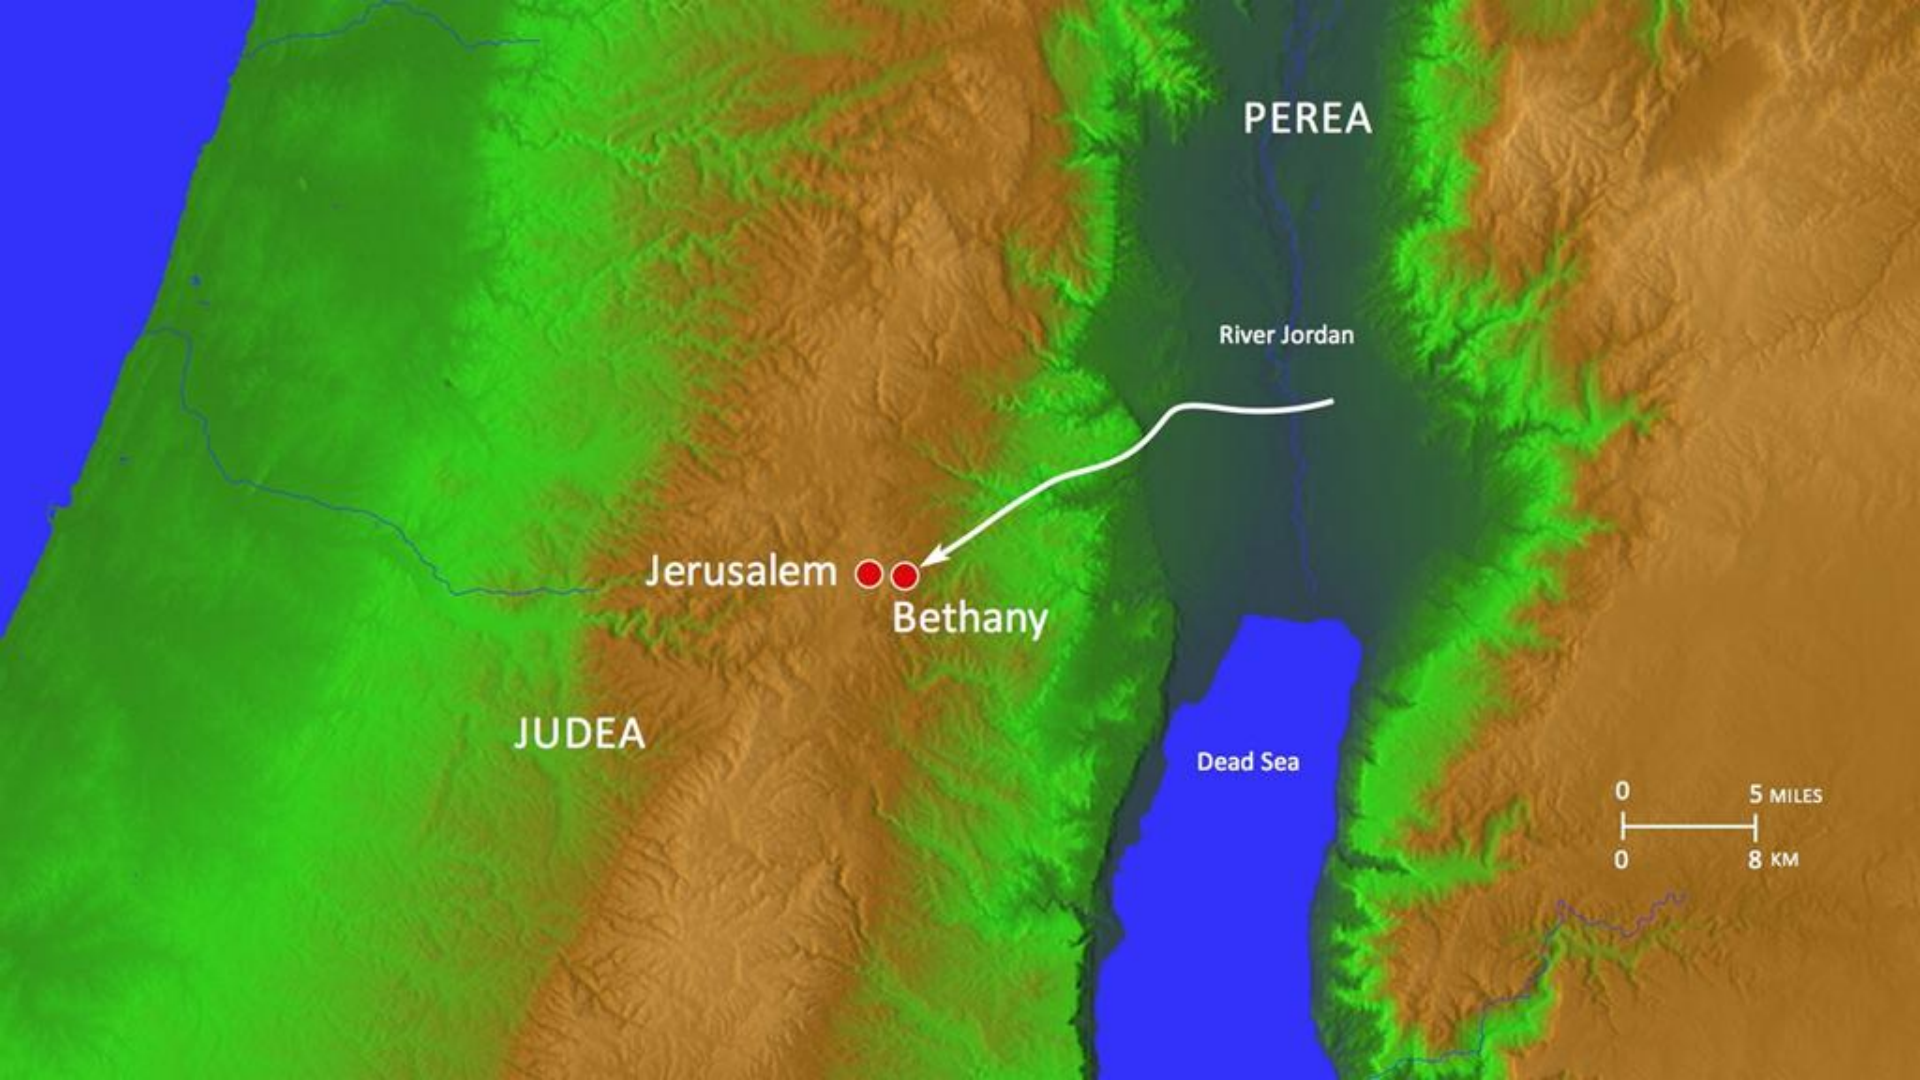 PEREA
River Jordan
Jerusalem
Bethany
JUDEA
Dead Sea
0 5 MILES
0 8 KM